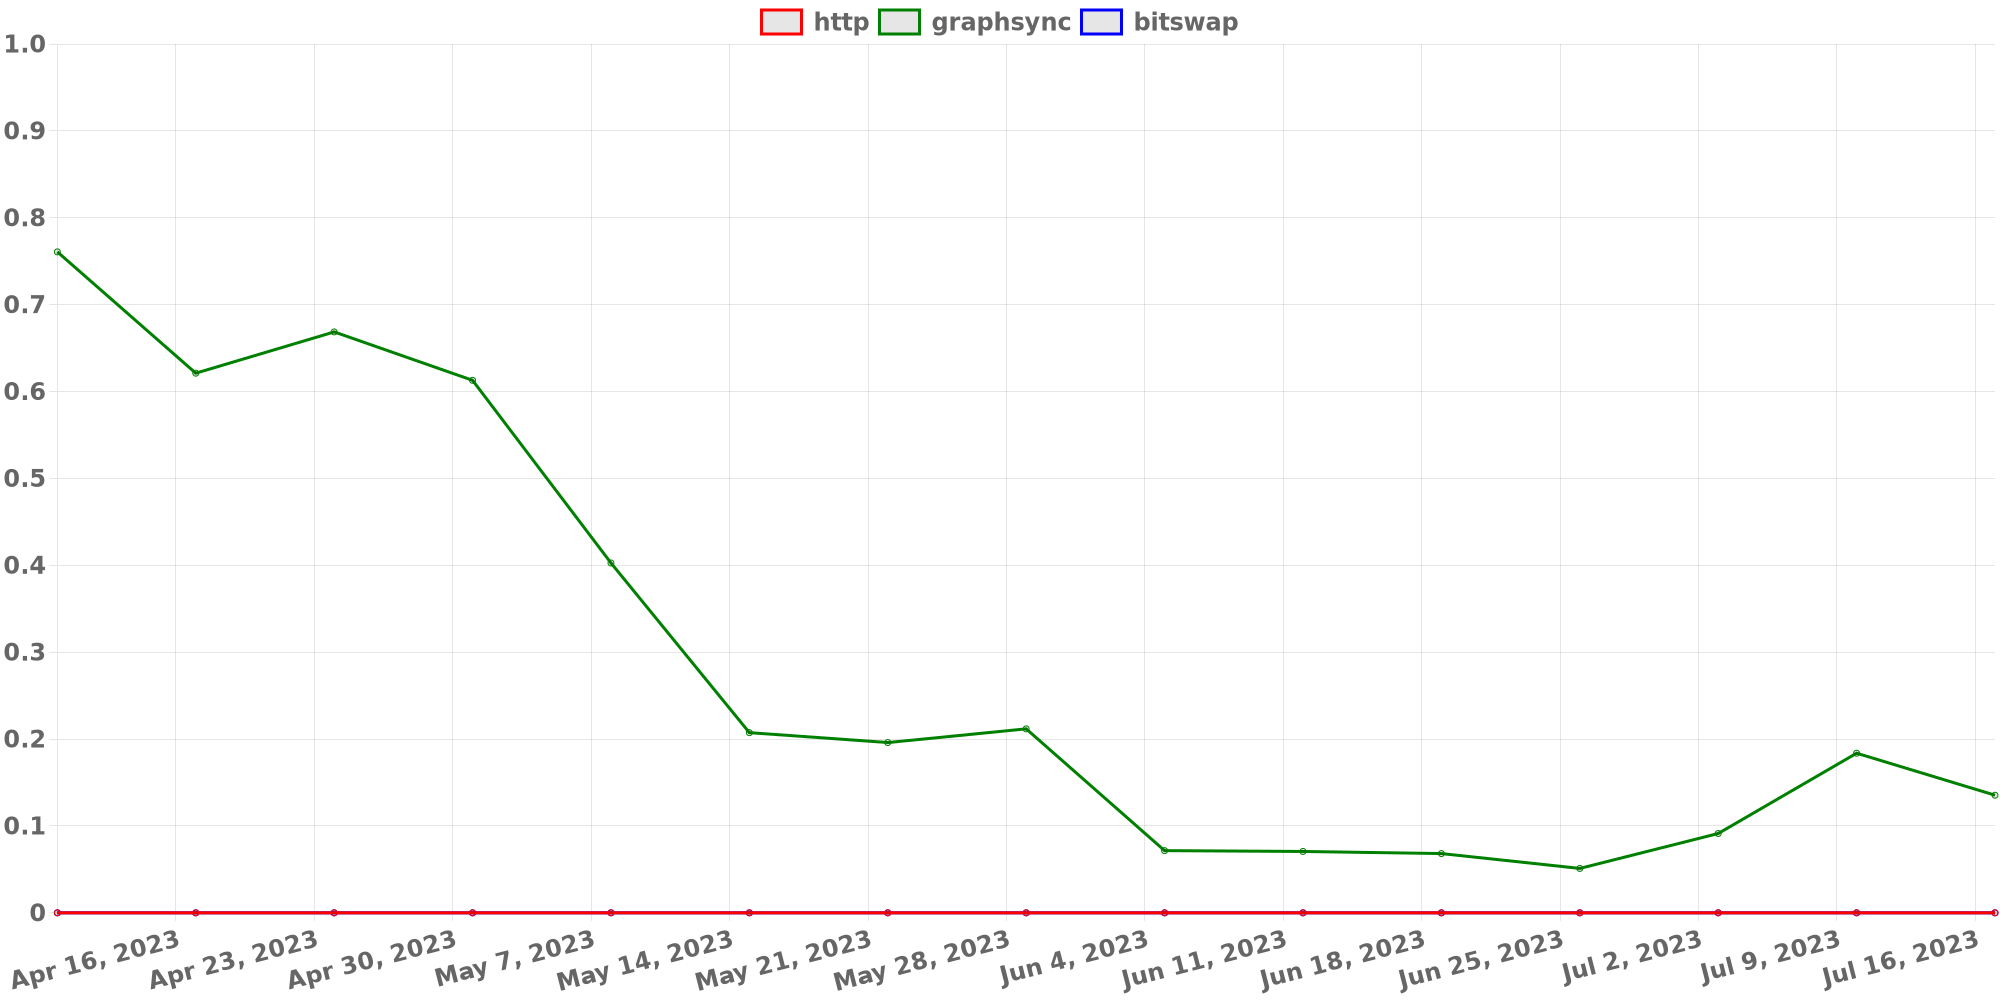 http graphsync bitswap
1.0
0.9
0.8
0.7
0.6
0.5
0.4
0.3
0.2
0.1
0
Apr 16, 2023
Apr 23, 2023
Apr 30, 2023
May 7, 2023
May 14, 2023
May 21, 2023
May 28, 2023
Jun 4, 2023
Jun 11, 2023
Jun 18, 2023
Jun 25, 2023
Jul 2, 2023
Jul 9, 2023
Jul 16, 2023